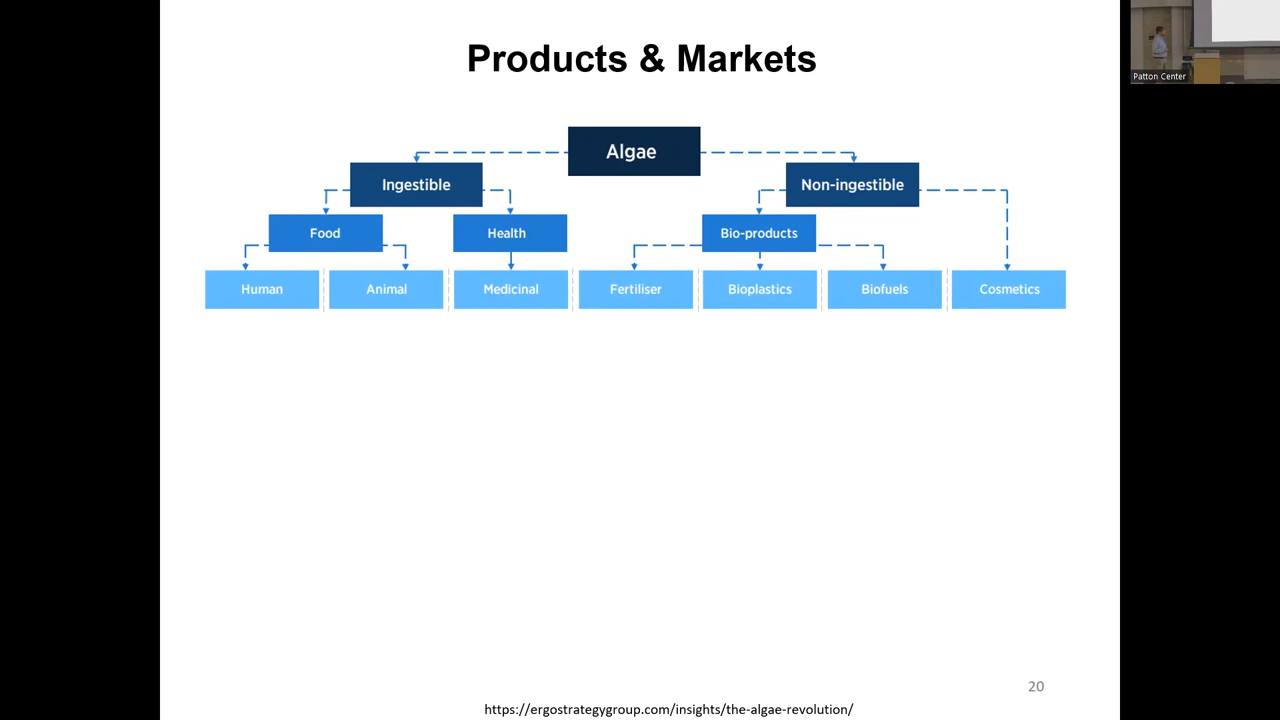 Products & Markets
Patton Center
Algae
Ingestible
Non-ingestible
Food
Health
Bio-products
Human
Animal
Medicinal
Fertiliser
Bioplastics
Biofuels
Cosmetics
20
https://ergostrategygroup.com/insights/the-algae-revolution/